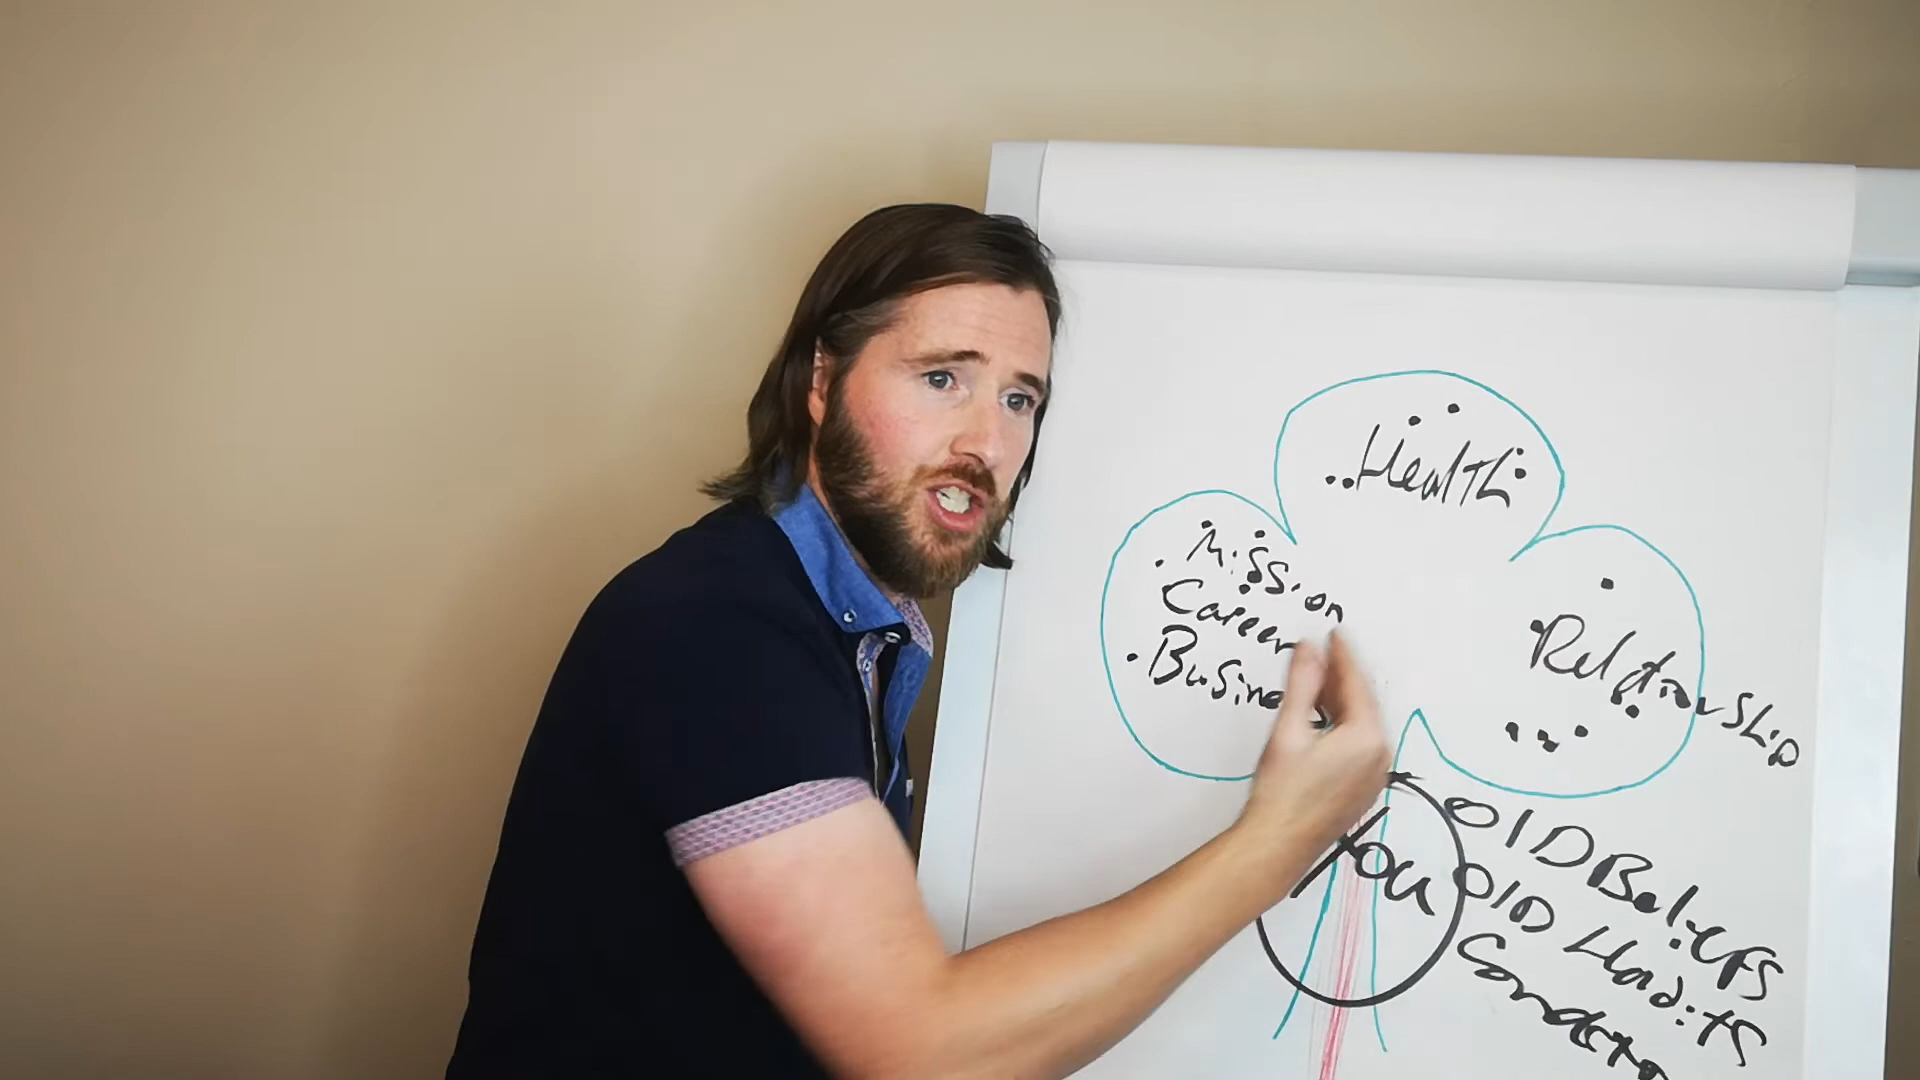 Health
Mission
Career
Business
Relationship
You
OlD Beliefs
OlD Habits